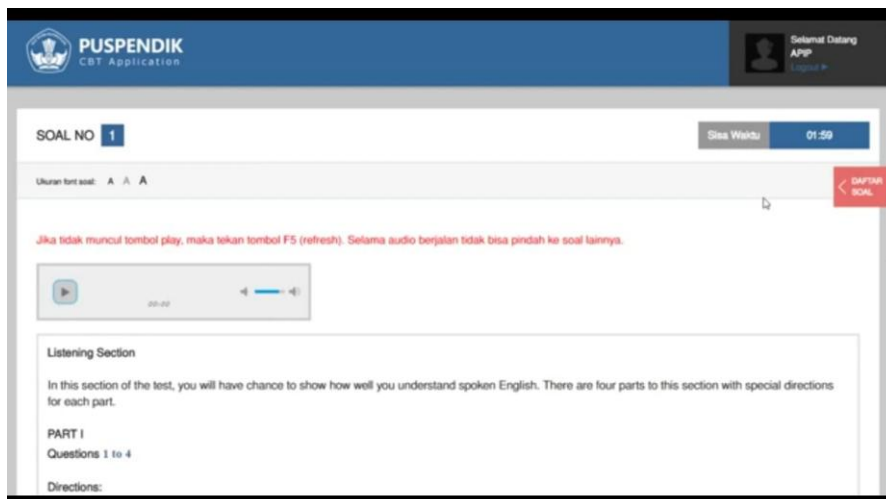 PUSPENDIK
CBT Application
Selamat Datang
APIP
Logout
SOAL NO 1
Sisa Waktu 01:59
Ukuran font soal: A A A
DAFTAR
SOAL
Jika tidak muncul tombol play, maka tekan tombol F5 (refresh). Selama audio berjalan tidak bisa pindah ke soal lainnya.
00:00
Listening Section
In this section of the test, you will have chance to show how well you understand spoken English. There are four parts to this section with special directions
for each part.
PART I
Questions 1 to 4
Directions: